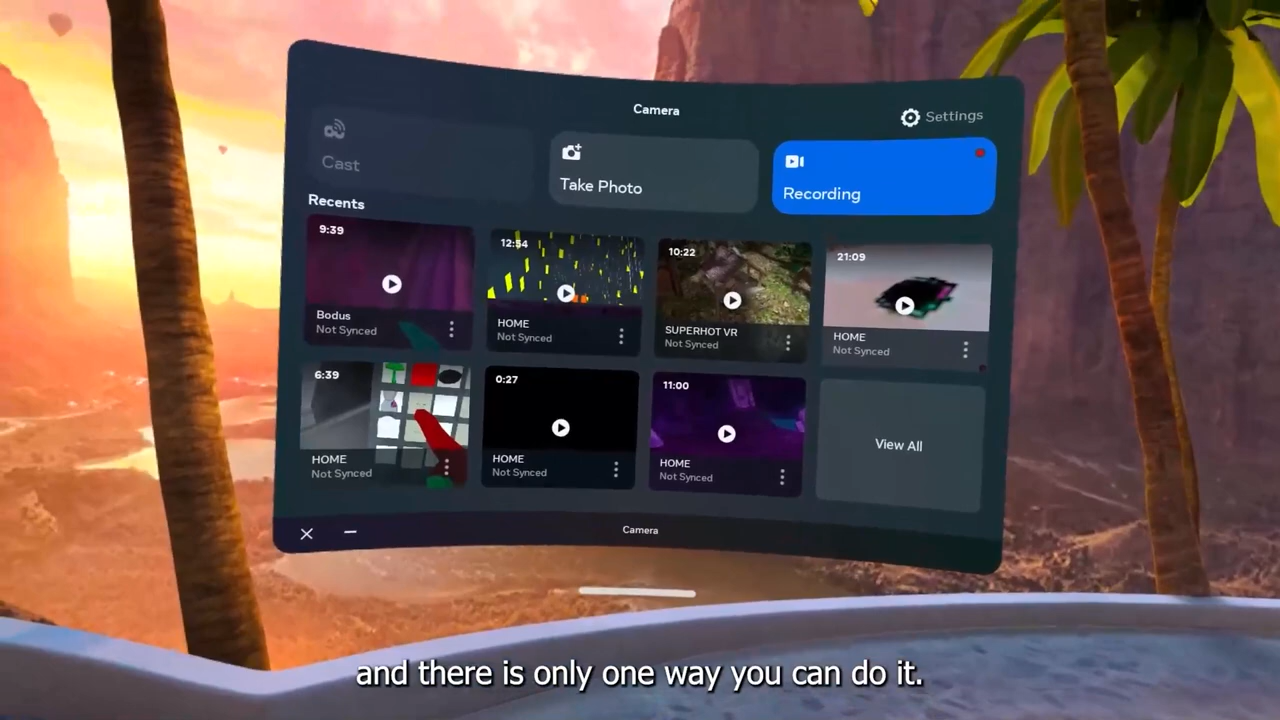 Camera
Settings
Cast
Take Photo
Recording
Recents
9:39
Bodus
Not Synced
12:54
HOME
Not Synced
10:22
SUPERHOT VR
Not Synced
21:09
HOME
Not Synced
6:39
HOME
Not Synced
0:27
HOME
Not Synced
11:00
HOME
Not Synced
View All
Camera
and there is only one way you can do it.